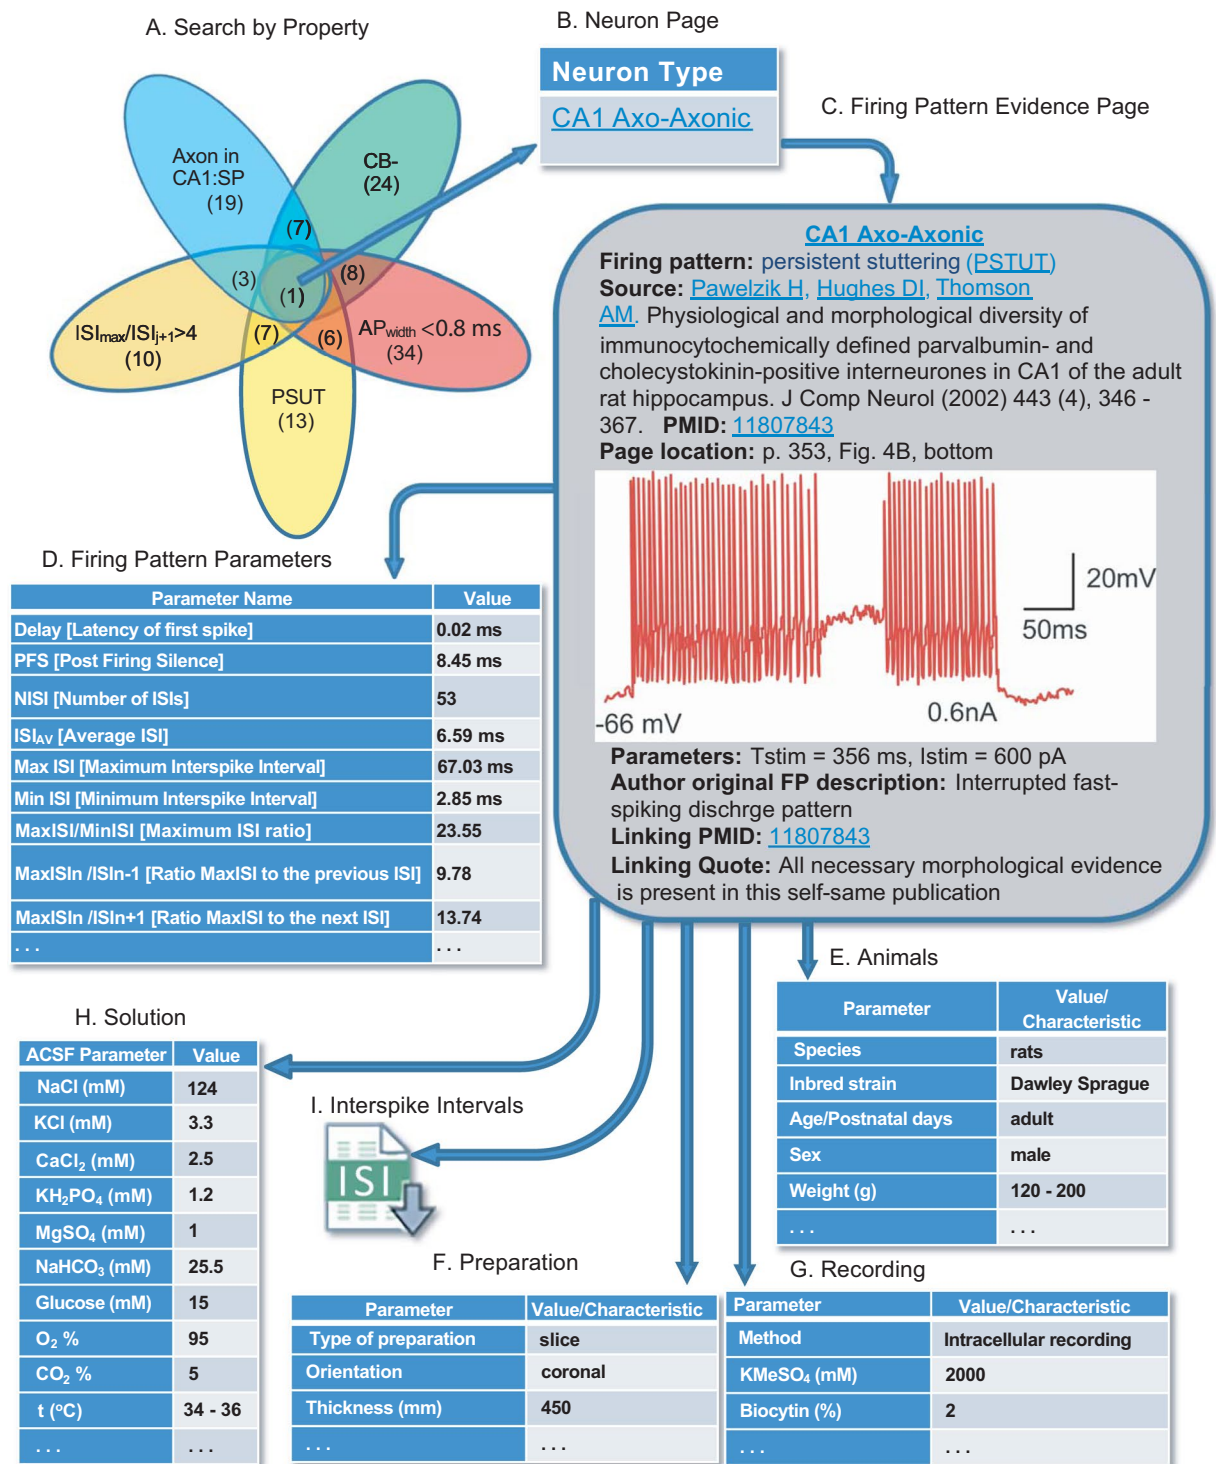 A. Search by Property
B. Neuron Page
Neuron Type
CA1 Axo-Axonic
C. Firing Pattern Evidence Page
Axon in
CA1:SP
(19)
CB-
(24)
(7)
(3)
(8)
(1)
(7)
(6)
ISImax/ISIj+1>4
(10)
APwidth <0.8 ms
(34)
PSUT
(13)
CA1 Axo-Axonic
Firing pattern: persistent stuttering (PSTUT)
Source: Pawelzik H, Hughes DI, Thomson
AM. Physiological and morphological diversity of
immunocytochemically defined parvalbumin- and
cholecystokinin-positive interneurones in CA1 of the adult
rat hippocampus. J Comp Neurol (2002) 443 (4), 346 -
367. PMID: 11807843
Page location: p. 353, Fig. 4B, bottom
20mV
50ms
-66 mV
0.6nA
Parameters: Tstim = 356 ms, Istim = 600 pA
Author original FP description: Interrupted fast-
spiking dischrge pattern
Linking PMID: 11807843
Linking Quote: All necessary morphological evidence
is present in this self-same publication
D. Firing Pattern Parameters
Parameter Name Value
Delay [Latency of first spike] 0.02 ms
PFS [Post Firing Silence] 8.45 ms
NISI [Number of ISIs] 53
ISIAV [Average ISI] 6.59 ms
Max ISI [Maximum Interspike Interval] 67.03 ms
Min ISI [Minimum Interspike Interval] 2.85 ms
MaxISI/MinISI [Maximum ISI ratio] 23.55
MaxISIn /ISIn-1 [Ratio MaxISI to the previous ISI] 9.78
MaxISIn /ISIn+1 [Ratio MaxISI to the next ISI] 13.74
. . . . . .
E. Animals
Parameter Value/
Characteristic
Species rats
Inbred strain Dawley Sprague
Age/Postnatal days adult
Sex male
Weight (g) 120 - 200
. . . . . .
H. Solution
ACSF Parameter Value
NaCl (mM) 124
KCl (mM) 3.3
CaCl₂ (mM) 2.5
KH₂PO₄ (mM) 1.2
MgSO₄ (mM) 1
NaHCO₃ (mM) 25.5
Glucose (mM) 15
O₂ % 95
CO₂ % 5
t (ºC) 34 - 36
. . . . . .
I. Interspike Intervals
ISI
F. Preparation
Parameter Value/Characteristic
Type of preparation slice
Orientation coronal
Thickness (mm) 450
. . . . . .
G. Recording
Parameter Value/Characteristic
Method Intracellular recording
KMeSO₄ (mM) 2000
Biocytin (%) 2
. . . . . .